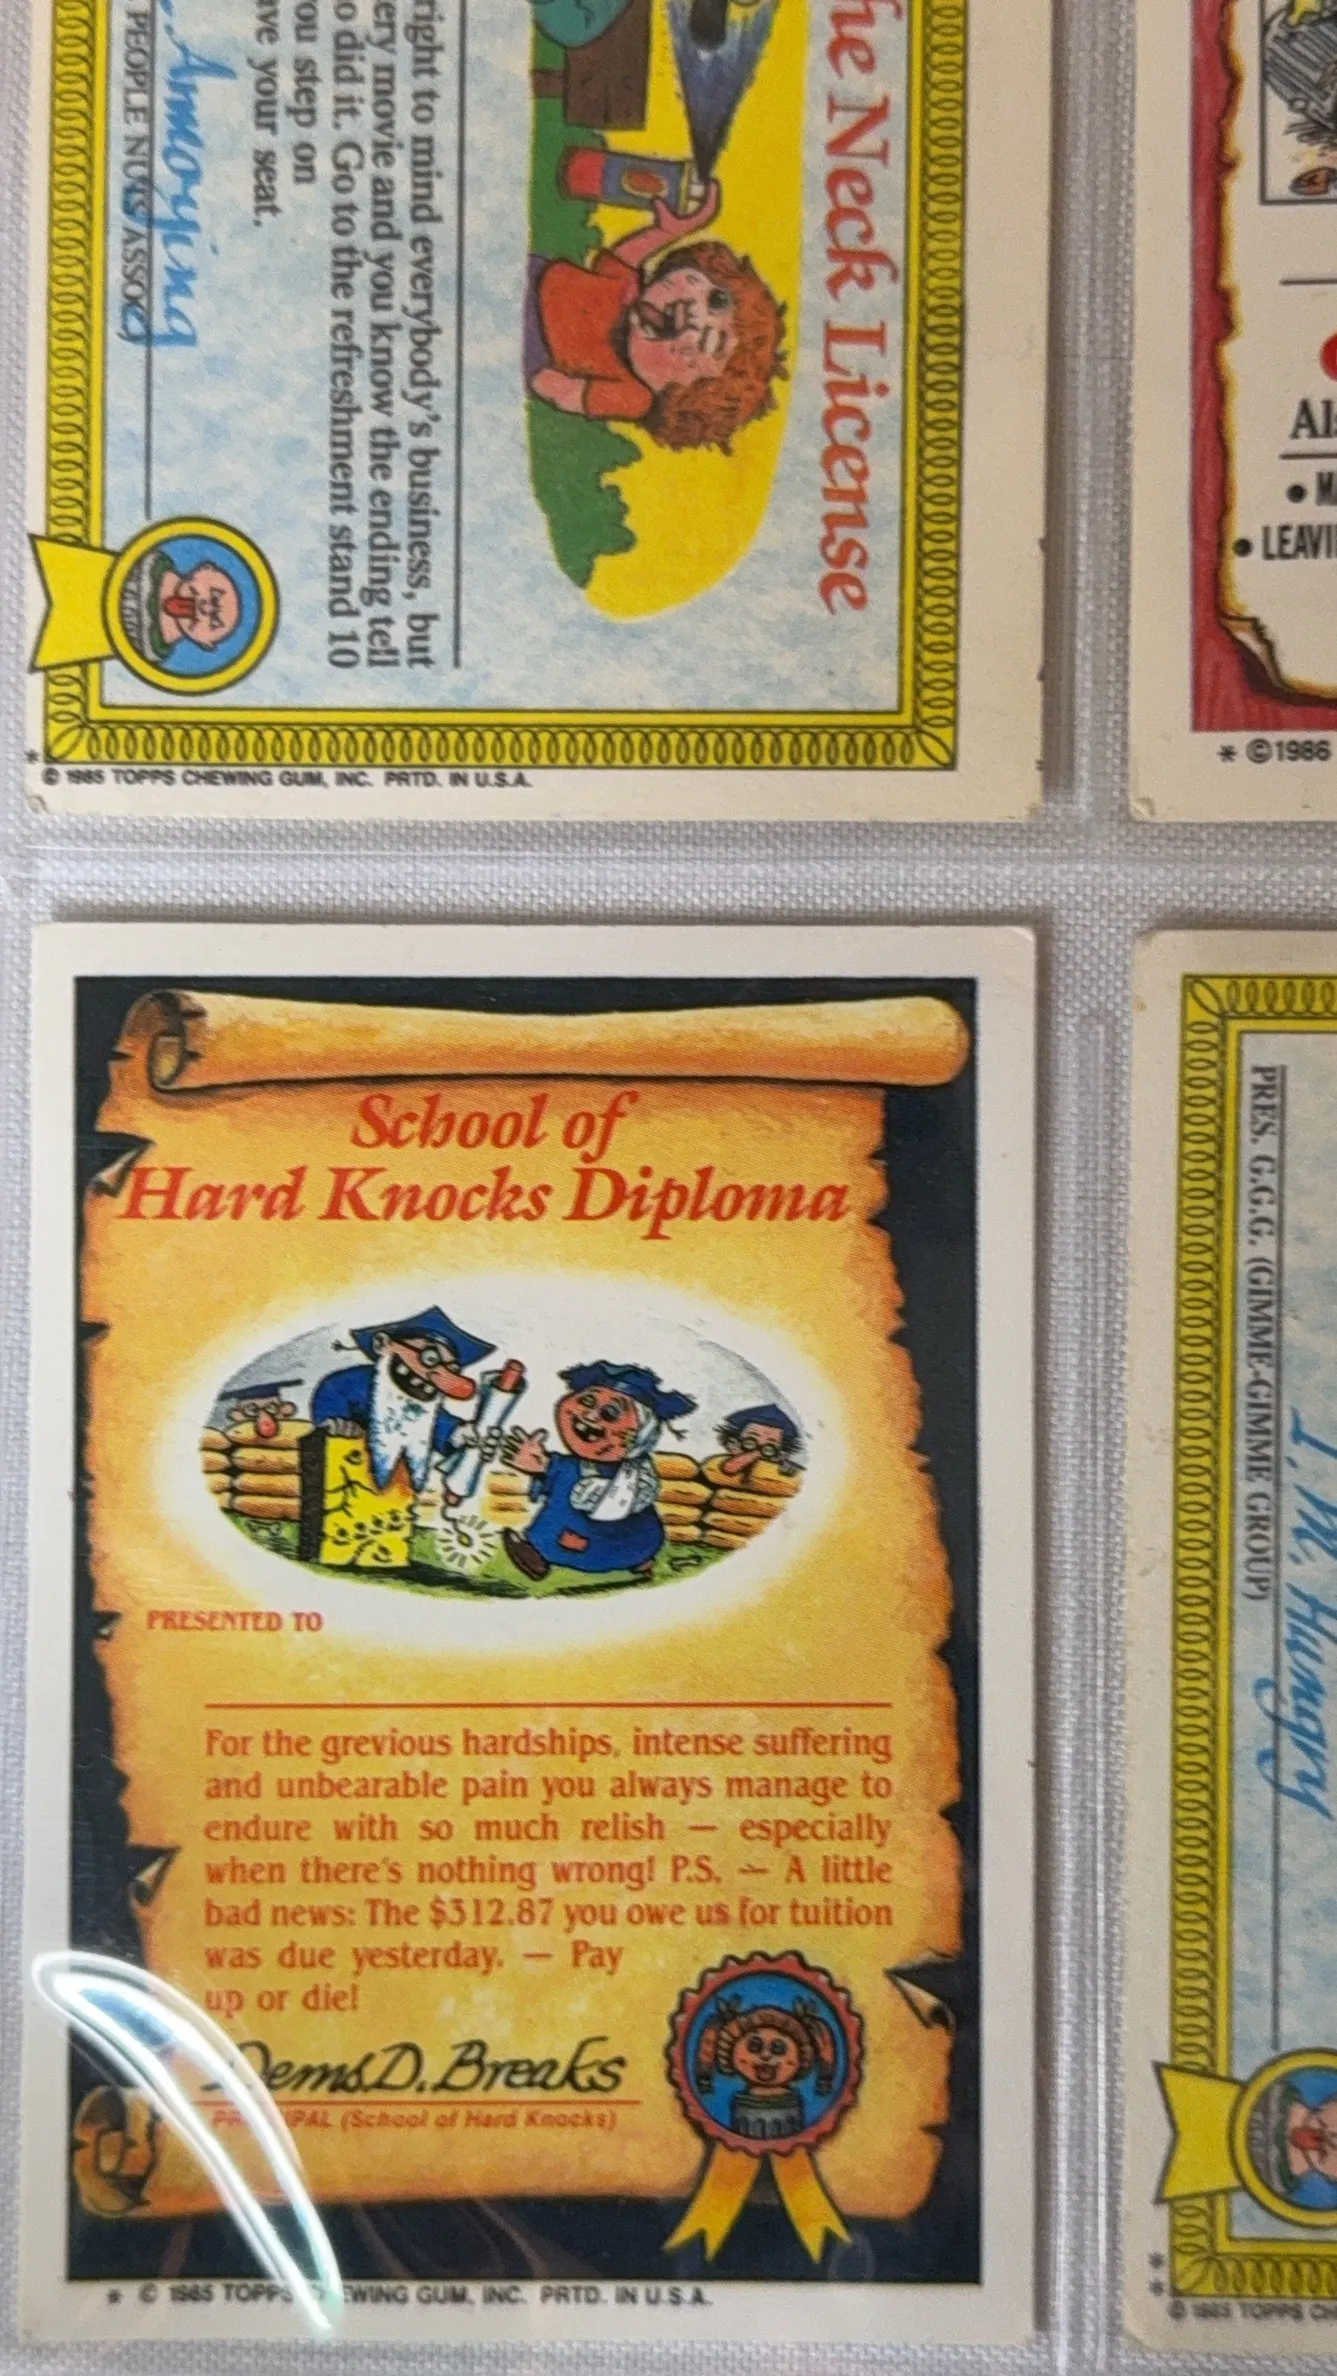 he Neck License
right to mind everybody's business, but
ery movie and you know the ending tell
o did it. Go to the refreshment stand 10
ou step on
ave your seat.
. Annoying
PEOPLE NUTS ASSOC.)
* © 1985 TOPPS CHEWING GUM, INC. PRTD. IN U.S.A.
• M
• LEAVI
* ©1986
School of
Hard Knocks Diploma
PRESENTED TO
For the grevious hardships, intense suffering
and unbearable pain you always manage to
endure with so much relish — especially
when there's nothing wrong! P.S. — A little
bad news: The $312.87 you owe us for tuition
was due yesterday. — Pay
up or die!
Dems D. Breaks
PRINCIPAL (School of Hard Knocks)
* © 1985 TOPPS CHEWING GUM, INC. PRTD. IN U.S.A.
I. M. Hungry
PRES. G.G.G. (GIMME-GIMME GROUP)
** © 1985 TOPPS CH